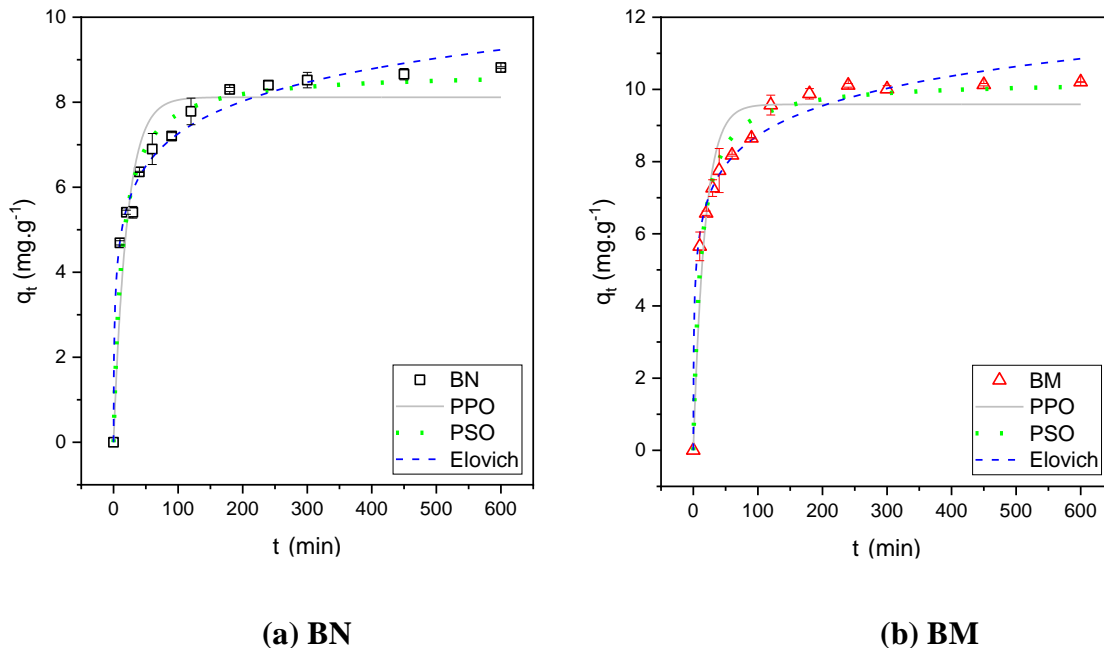 10
8
6
4
2
0
q_t (mg.g^-1)
BN
PPO
PSO
Elovich
0 100 200 300 400 500 600
t (min)
(a) BN
12
10
8
6
4
2
0
q_t (mg.g^-1)
BM
PPO
PSO
Elovich
0 100 200 300 400 500 600
t (min)
(b) BM